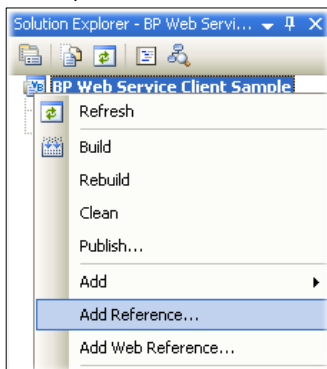 Solution Explorer - BP Web Servi...
BP Web Service Client Sample
Refresh
Build
Rebuild
Clean
Publish...
Add
Add Reference...
Add Web Reference...